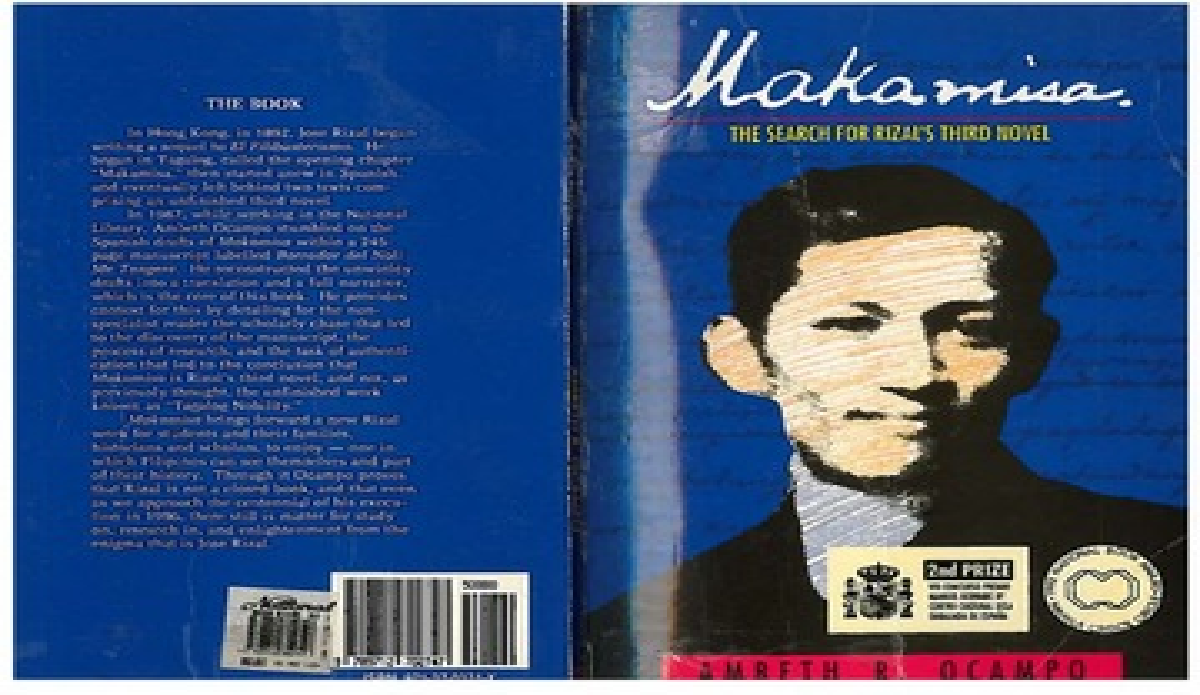 THE BOOK
In Hong Kong, in 1892, Jose Rizal began
writing a sequel to El Filibusterismo. He
began in Tagalog, called the opening chapter
"Makamisa," then started anew in Spanish
and eventually left behind two texts com-
prising an unfinished third novel.
In 1987, while working in the National
Library, Ambeth Ocampo stumbled on the
Spanish drafts of Makamisa within a 245
page manuscript labelled Borrador del Noli
Me Tangere. He reconstructed the unwieldy
drafts into a translation and a full narrative,
which is the core of this book. He provides
context for this by detailing for the non-
specialist reader the scholarly chase that led
to the discovery of the manuscript, the
process of research, and the task of authenti-
cation that led to the conclusion that
Makamisa is Rizal's third novel, and not, as
previously thought, the unfinished work
known as "Tagalog Nobility."
Makamisa brings forward a new Rizal
work for students and their families,
historians and scholars, to enjoy — one in
which Filipinos can see themselves and part
of their history. Through it Ocampo proves
that Rizal is not a closed book, and that even
as we approach the centennial of his execu-
tion in 1996, there still is matter for study
on, research in, and enlightenment from the
enigma that is Jose Rizal.
50000
Makamisa.
THE SEARCH FOR RIZAL'S THIRD NOVEL
2nd PRIZE
AMBETH R. OCAMPO